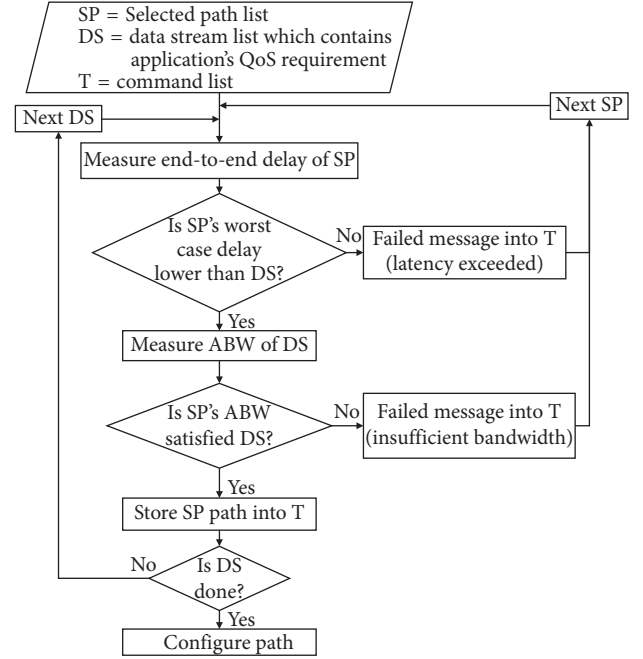 SP = Selected path list
DS = data stream list which contains
application's QoS requirement
T = command list
Next DS
Next SP
Measure end-to-end delay of SP
Is SP's worst
case delay
lower than DS?
No
Failed message into T
(latency exceeded)
Yes
Measure ABW of DS
Is SP's ABW
satisfied DS?
No
Failed message into T
(insufficient bandwidth)
Yes
Store SP path into T
No
Is DS
done?
Yes
Configure path